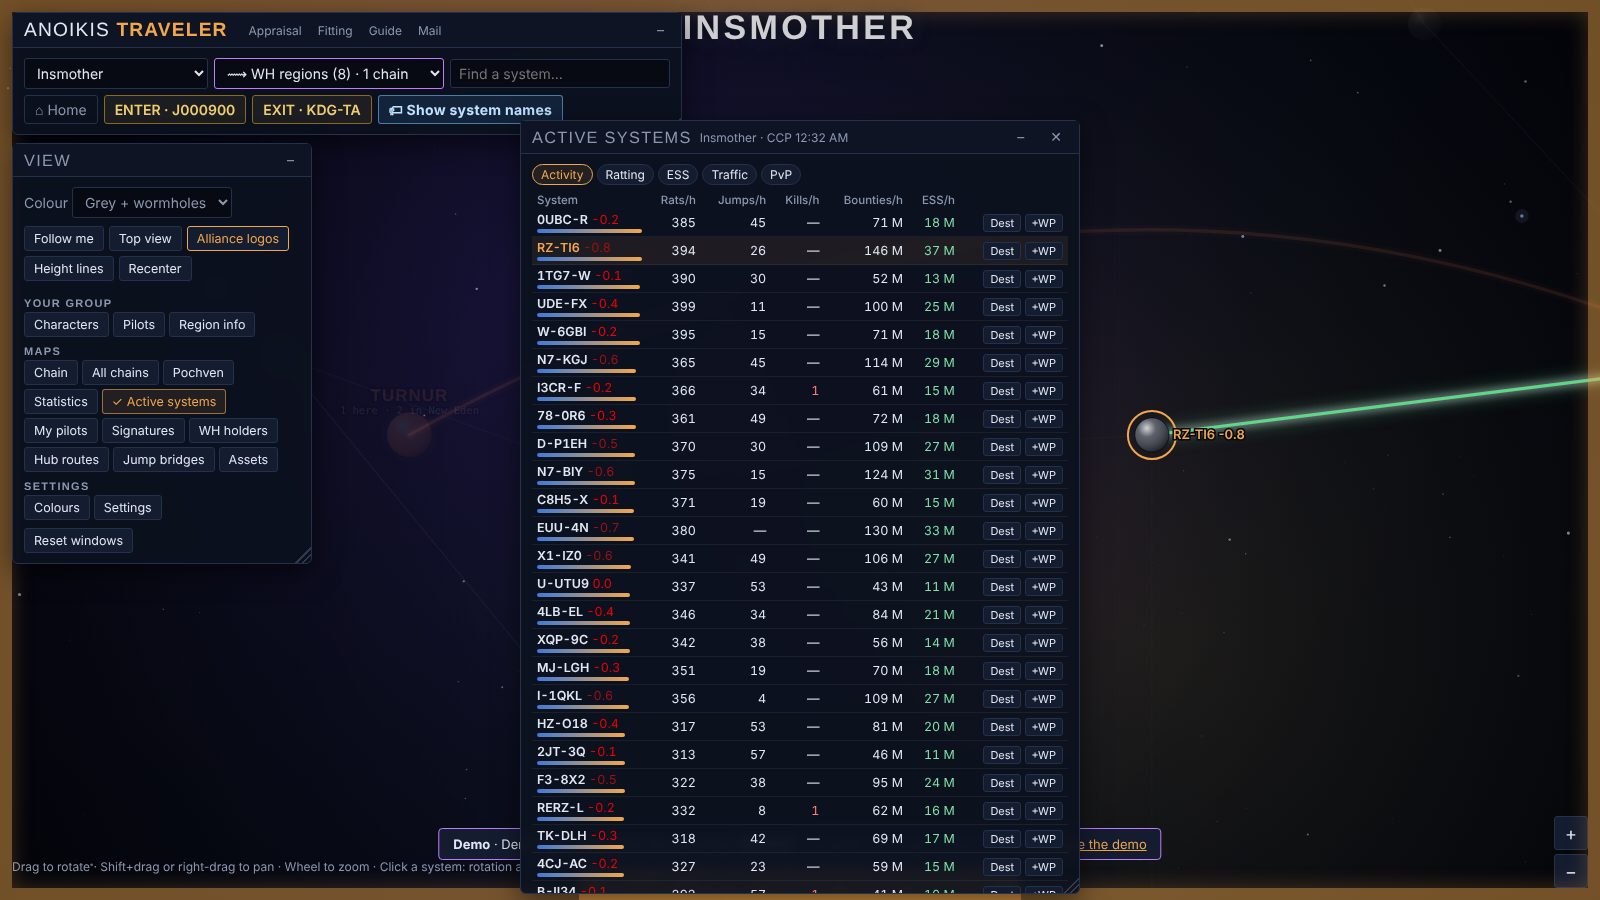 ANOIKIS TRAVELER Appraisal Fitting Guide Mail −
INSMOTHER
Insmother ⟿ WH regions (8) · 1 chain Find a system...
⌂ Home ENTER · J000900 EXIT · KDG-TA 🏷 Show system names
VIEW −
Colour Grey + wormholes
Follow me Top view Alliance logos
Height lines Recenter
YOUR GROUP
Characters Pilots Region info
MAPS
Chain All chains Pochven
Statistics ✓ Active systems
My pilots Signatures WH holders
Hub routes Jump bridges Assets
SETTINGS
Colours Settings
Reset windows
TURNUR
1 here · 2 in New Eden
ACTIVE SYSTEMS Insmother · CCP 12:32 AM − ✕
Activity Ratting ESS Traffic PvP
System Rats/h Jumps/h Kills/h Bounties/h ESS/h
0UBC-R -0.2 385 45 — 71 M 18 M Dest +WP
RZ-TI6 -0.8 394 26 — 146 M 37 M Dest +WP
1TG7-W -0.1 390 30 — 52 M 13 M Dest +WP
UDE-FX -0.4 399 11 — 100 M 25 M Dest +WP
W-6GBI -0.2 395 15 — 71 M 18 M Dest +WP
N7-KGJ -0.6 365 45 — 114 M 29 M Dest +WP
I3CR-F -0.2 366 34 1 61 M 15 M Dest +WP
78-0R6 -0.3 361 49 — 72 M 18 M Dest +WP
D-P1EH -0.5 370 30 — 109 M 27 M Dest +WP
N7-BIY -0.6 375 15 — 124 M 31 M Dest +WP
C8H5-X -0.1 371 19 — 60 M 15 M Dest +WP
EUU-4N -0.7 380 — — 130 M 33 M Dest +WP
X1-IZ0 -0.6 341 49 — 106 M 27 M Dest +WP
U-UTU9 0.0 337 53 — 43 M 11 M Dest +WP
4LB-EL -0.4 346 34 — 84 M 21 M Dest +WP
XQP-9C -0.2 342 38 — 56 M 14 M Dest +WP
MJ-LGH -0.3 351 19 — 70 M 18 M Dest +WP
I-1QKL -0.6 356 4 — 109 M 27 M Dest +WP
HZ-O18 -0.4 317 53 — 81 M 20 M Dest +WP
2JT-3Q -0.1 313 57 — 46 M 11 M Dest +WP
F3-8X2 -0.5 322 38 — 95 M 24 M Dest +WP
RERZ-L -0.2 332 8 1 62 M 16 M Dest +WP
TK-DLH -0.3 318 42 — 69 M 17 M Dest +WP
4CJ-AC -0.2 327 23 — 59 M 15 M Dest +WP
RZ-TI6 -0.8
Demo · De
e the demo
Drag to rotate · Shift+drag or right-drag to pan · Wheel to zoom · Click a system: rotation a
+
−